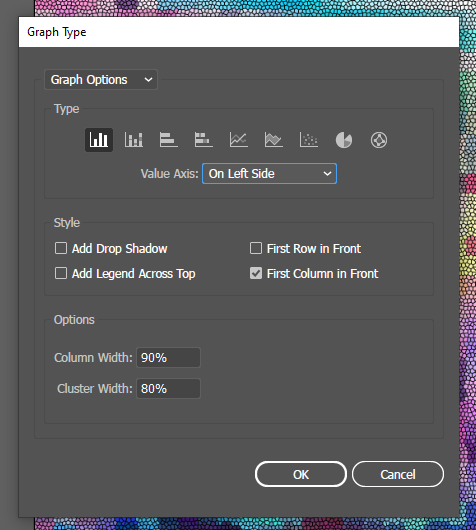 Graph Type
Graph Options
Type
Value Axis: On Left Side
Style
Add Drop Shadow First Row in Front
Add Legend Across Top First Column in Front
Options
Column Width: 90%
Cluster Width: 80%
OK Cancel